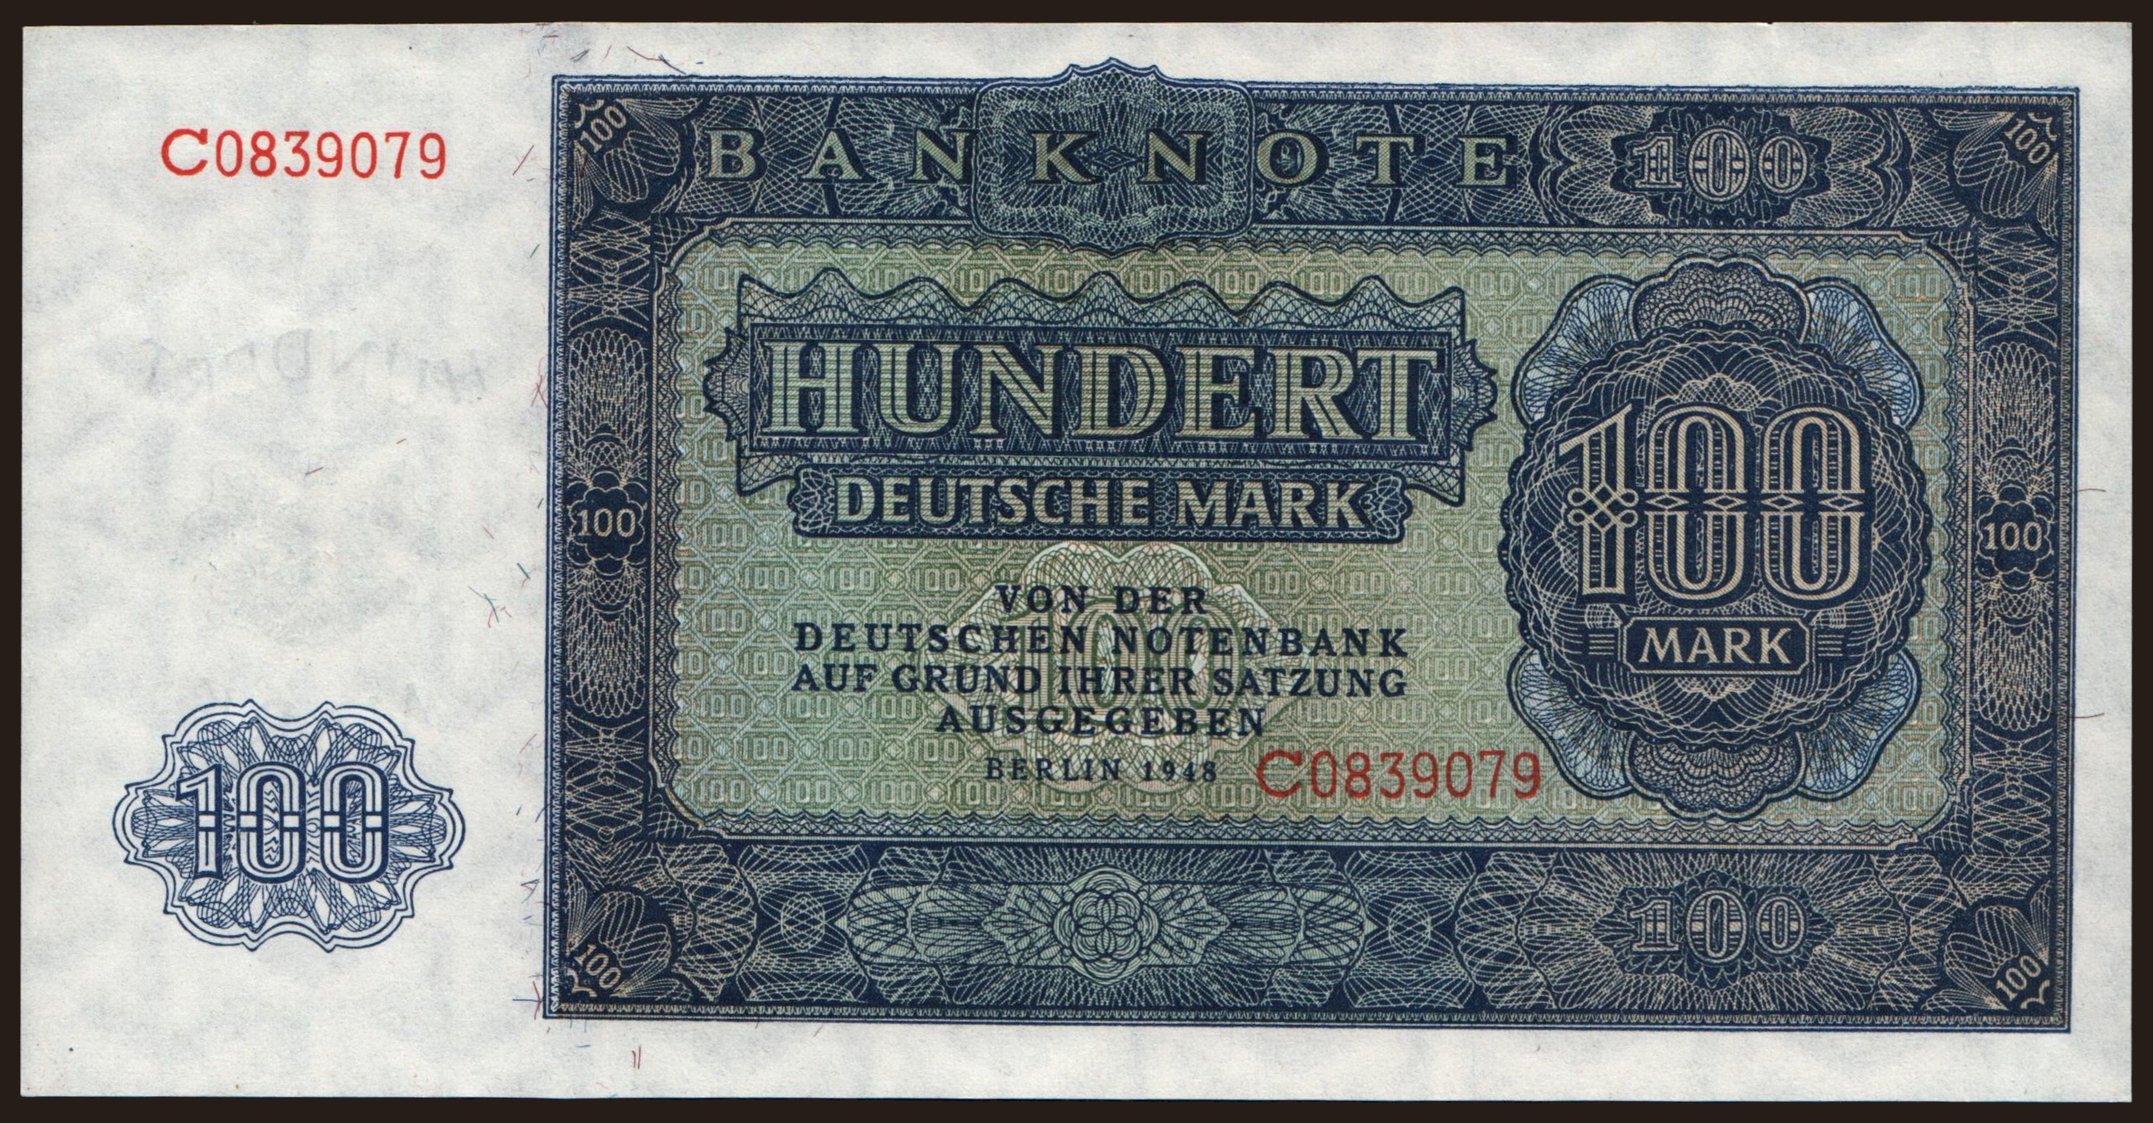 C0839079
100
BANKNOTE
100
100
HUNDERT
DEUTSCHE MARK
100
MARK
100
100
VON DER
DEUTSCHEN NOTENBANK
AUF GRUND IHRER SATZUNG
AUSGEGEBEN
BERLIN 1948
C0839079
100
100
100
100
100